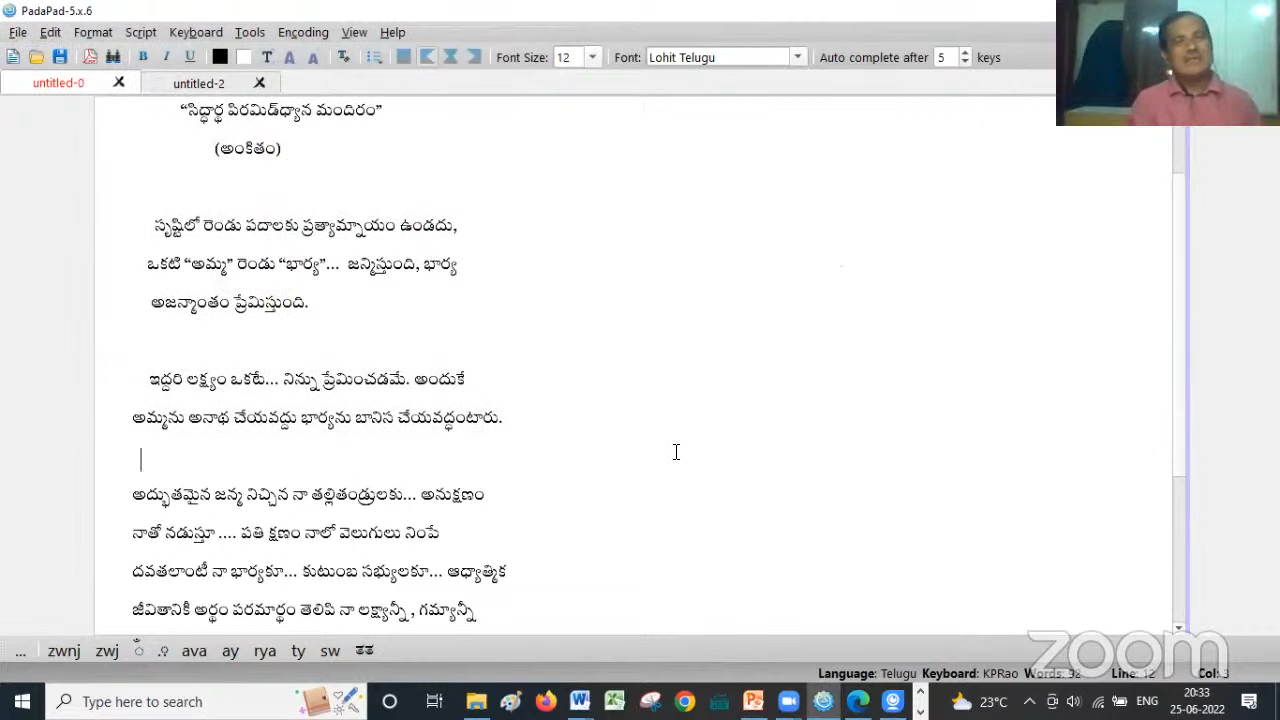 PadaPad-5.x.6
File Edit Format Script Keyboard Tools Encoding View Help
B I U T A A Font Size: 12 Font: Lohit Telugu Auto complete after 5 keys
untitled-0 untitled-2
“సిద్ధార్థ పిరమిడ్‌ధ్యాన మందిరం”
(అంకితం)
సృష్టిలో రెండు పదాలకు ప్రత్యామ్నాయం ఉండదు,
ఒకటి “అమ్మ” రెండు “భార్య”... జన్మిస్తుంది, భార్య
అజన్మాంతం ప్రేమిస్తుంది.
ఇద్దరి లక్ష్యం ఒకటే... నిన్ను ప్రేమించడమే. అందుకే
అమ్మను అనాథ చేయవద్దు భార్యను బానిస చేయవద్ధంటారు.
అద్భుతమైన జన్మ నిచ్చిన నా తల్లితండ్రులకు... అనుక్షణం
నాతో నడుస్తూ .... పతి క్షణం నాలో వెలుగులు నింపే
దవతలాంటీ నా భార్యకూ... కుటుంబ సభ్యులకూ... ఆధ్యాత్మిక
జీవితానికీ అర్థం పరమార్థం తెలిపి నా లక్ష్యాన్నీ , గమ్యాన్నీ
... zwnj zwj ava ay rya ty sw తత
zoom
Language: Telugu Keyboard: KPRao Words: 92 Line: 12 Col: 3
Type here to search 23°C ENG 20:33
25-06-2022